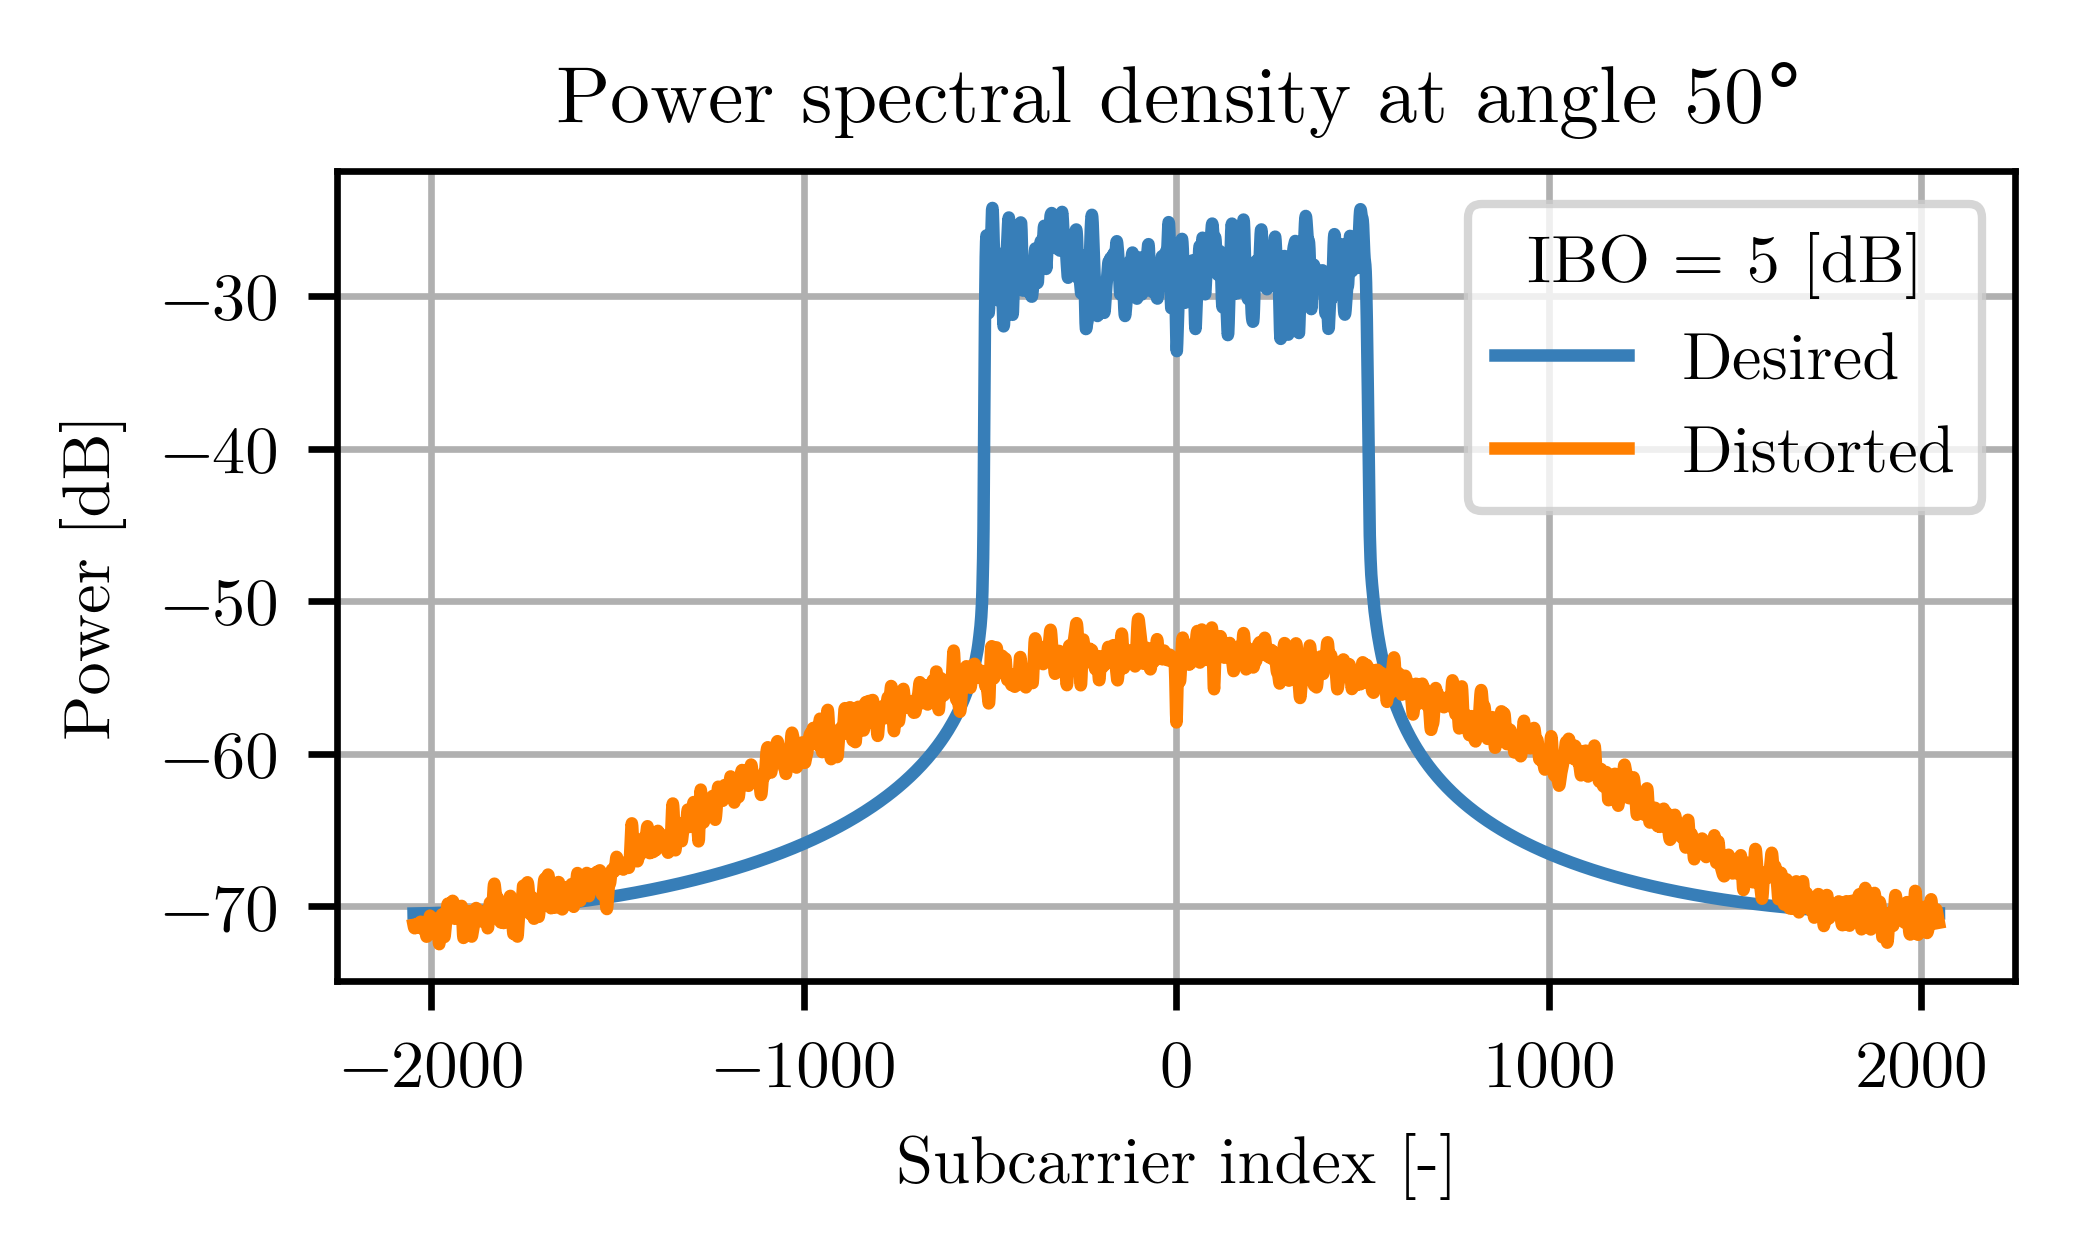 Power spectral density at angle 50°
Power [dB]
−30
−40
−50
−60
−70
IBO = 5 [dB]
Desired
Distorted
−2000 −1000 0 1000 2000
Subcarrier index [-]